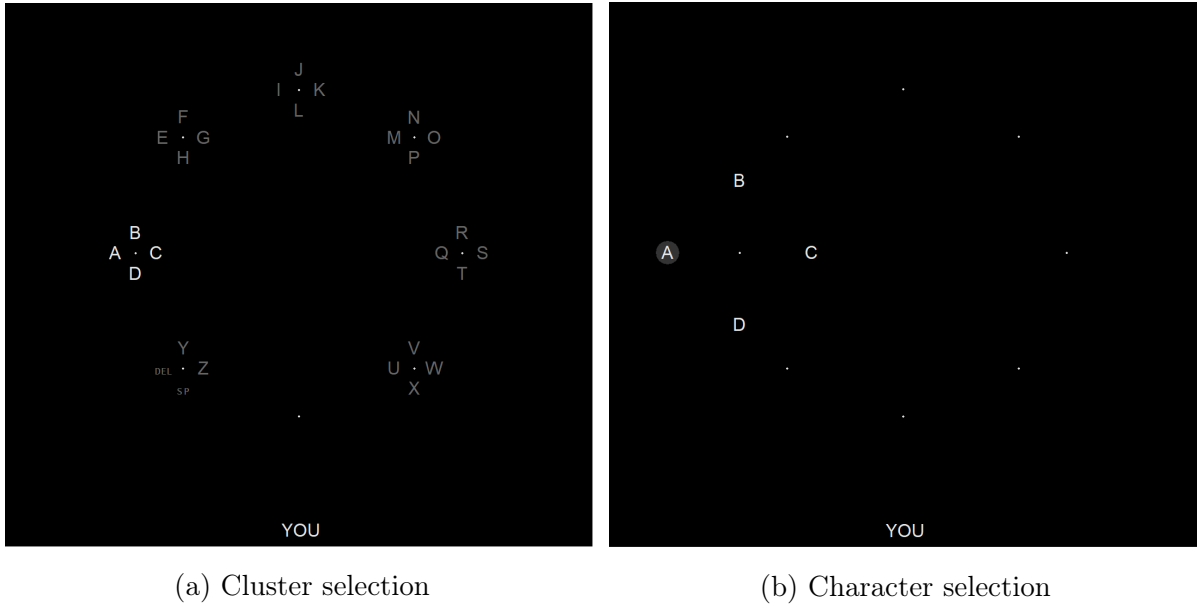 J
I K
L
F
E G
H
N
M O
P
B
A C
D
R
Q S
T
Y
DEL Z
SP
V
U W
X
YOU
(a) Cluster selection
B
A C
D
YOU
(b) Character selection